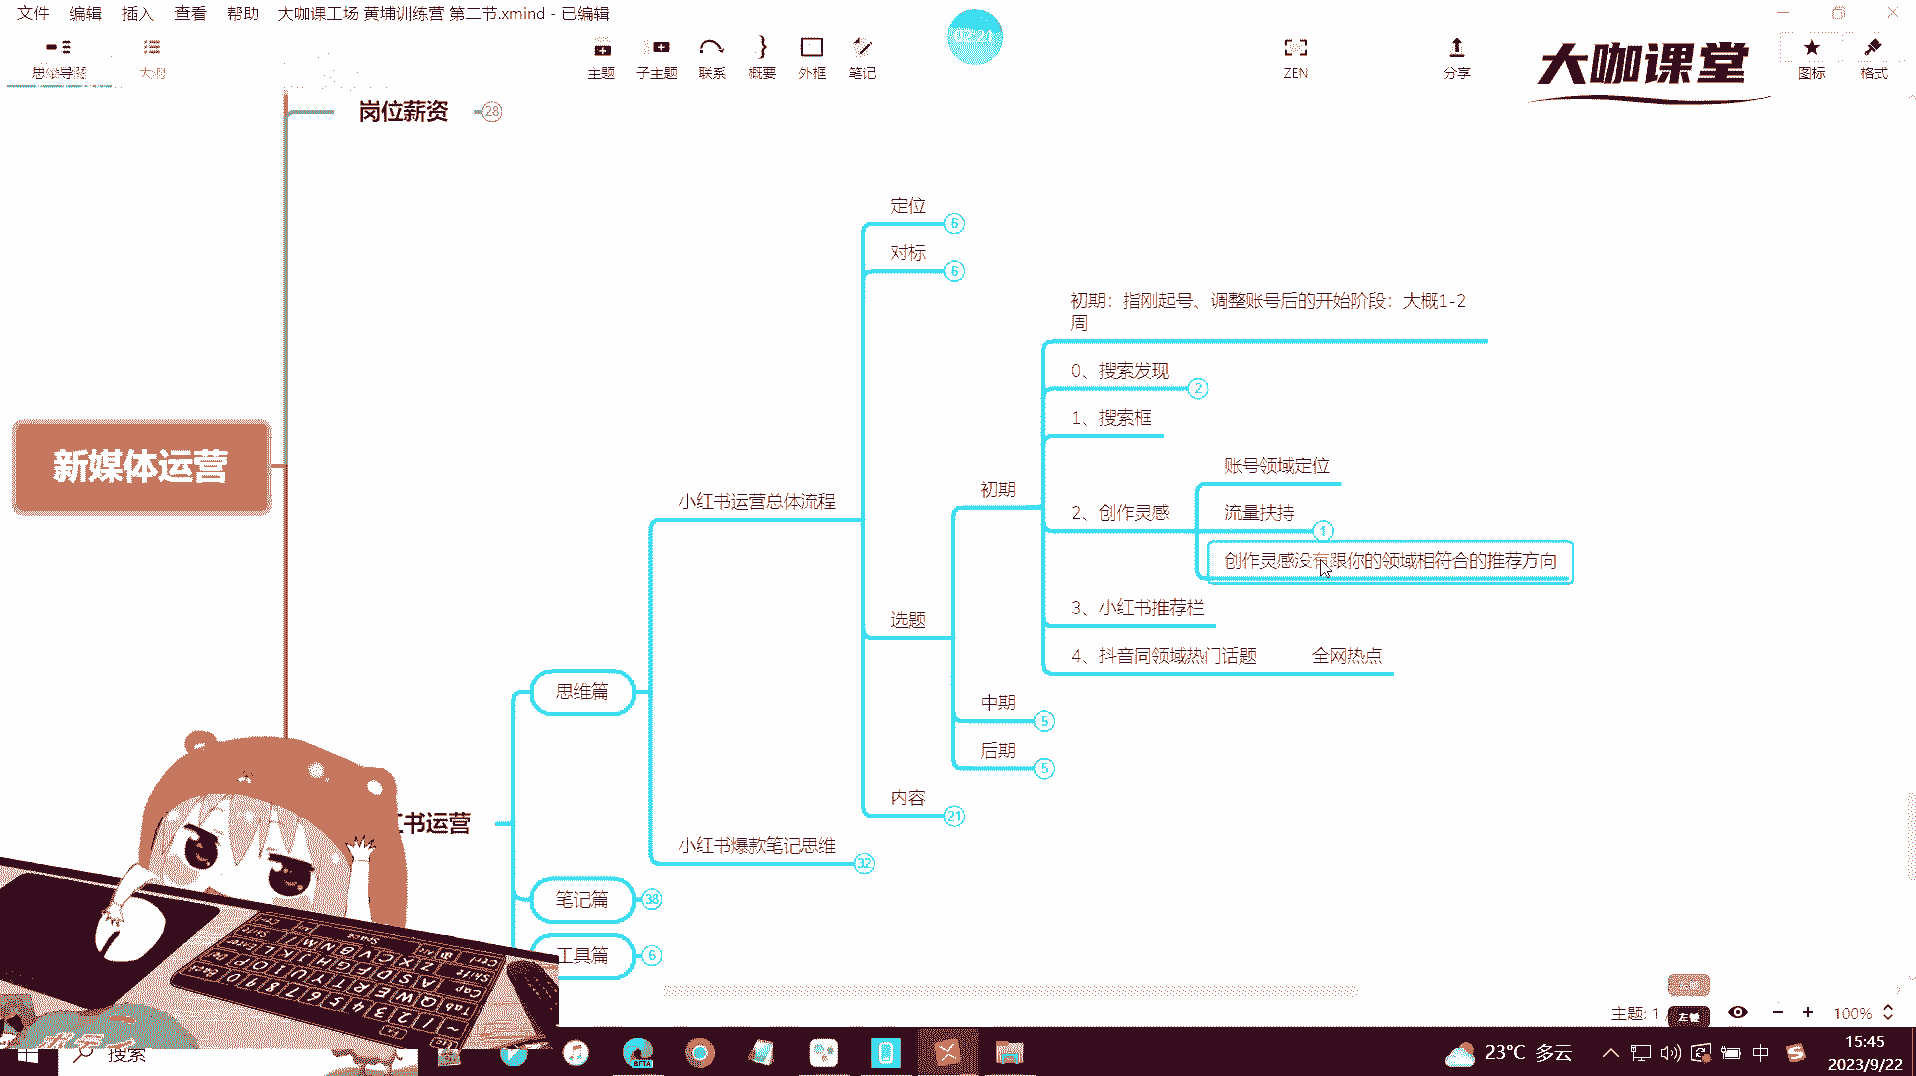 文件 编辑 插入 查看 帮助 大咖课工场 黄埔训练营 第二节.xmind - 已编辑
思维导图 大纲
主题 子主题 联系 概要 外框 笔记
02:21
ZEN
分享
大咖课堂
图标 格式
岗位薪资 28
定位 6
对标 6
初期：指刚起号、调整账号后的开始阶段：大概1-2
周
0、搜索发现 2
1、搜索框
账号领域定位
新媒体运营
初期
小红书运营总体流程
2、创作灵感
流量扶持 1
创作灵感没有跟你的领域相符合的推荐方向
3、小红书推荐栏
选题
4、抖音同领域热门话题 全网热点
思维篇
中期 5
后期 5
内容 21
书运营
小红书爆款笔记思维 32
笔记篇 38
工具篇 6
主题: 1
左键
100%
搜索
BETA
23°C 多云
中
15:45
2023/9/22